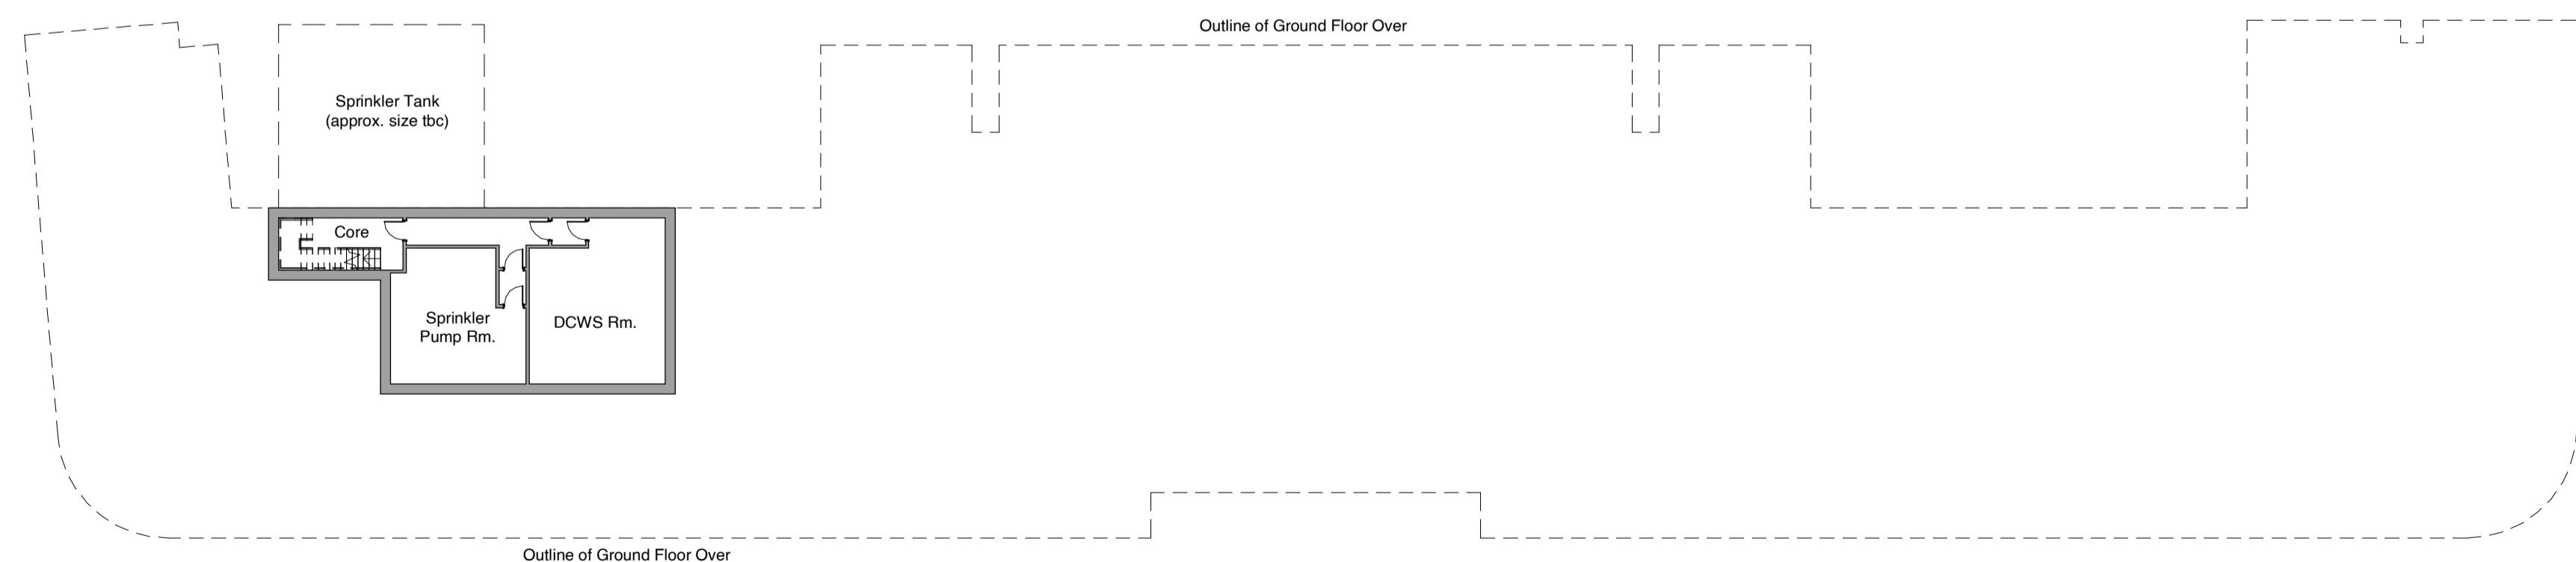 Outline of Ground Floor Over
Sprinkler Tank
(approx. size tbc)
Core
Sprinkler
Pump Rm.
DCWS Rm.
Outline of Ground Floor Over